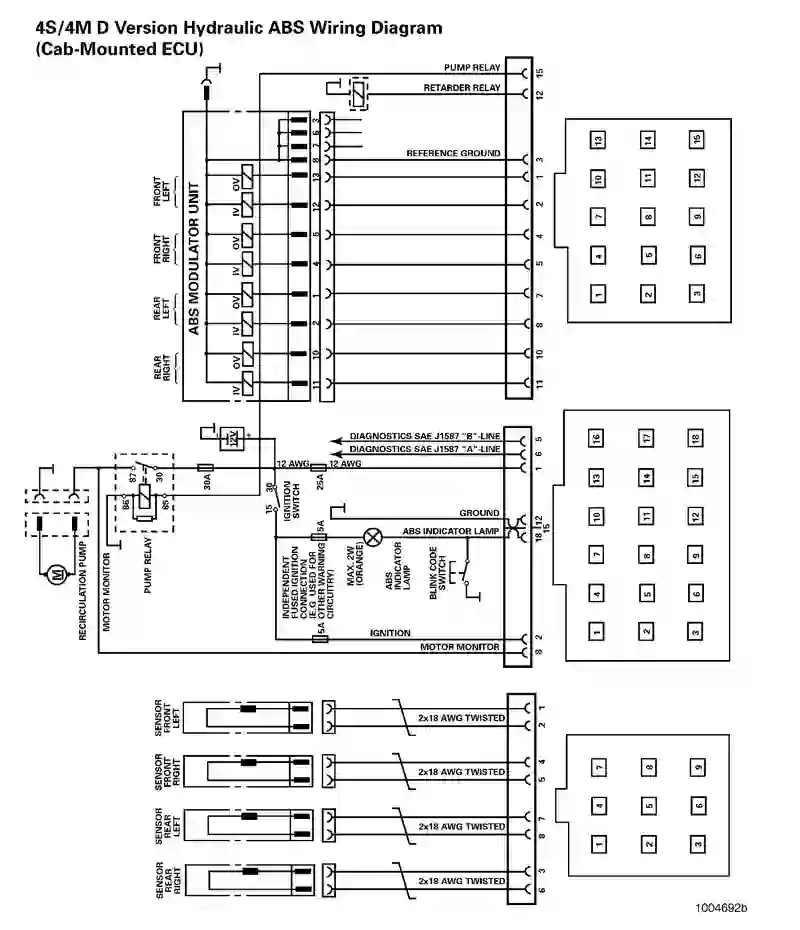 4S/4M D Version Hydraulic ABS Wiring Diagram
(Cab-Mounted ECU)
PUMP RELAY
15
RETARDER RELAY
12
3
6
7
8
REFERENCE GROUND
3
ABS MODULATOR UNIT
FRONT
LEFT
OV
13
1
IV
12
2
FRONT
RIGHT
OV
5
4
IV
4
5
REAR
LEFT
OV
1
7
IV
2
8
REAR
RIGHT
OV
10
10
IV
11
11
13
14
15
10
11
12
7
8
9
4
5
6
1
2
3
12V
+
DIAGNOSTICS SAE J1587 "B"-LINE
5
DIAGNOSTICS SAE J1587 "A"-LINE
6
87
30
30A
12 AWG
25A
12 AWG
1
86
85
PUMP RELAY
30
15
IGNITION
SWITCH
GROUND
12
15
5A
ABS INDICATOR LAMP
18
MAX. 2W
(ORANGE)
ABS
INDICATOR
LAMP
BLINK CODE
SWITCH
INDEPENDENT
FUSED IGNITION
CONNECTION
(E.G. USED FOR
OTHER WARNING
CIRCUITRY)
5A
IGNITION
2
MOTOR MONITOR
8
M
RECIRCULATION PUMP
MOTOR MONITOR
16
17
18
13
14
15
10
11
12
7
8
9
4
5
6
1
2
3
SENSOR
FRONT
LEFT
2x18 AWG TWISTED
1
2
SENSOR
FRONT
RIGHT
2x18 AWG TWISTED
4
5
SENSOR
REAR
LEFT
2x18 AWG TWISTED
7
8
SENSOR
REAR
RIGHT
2x18 AWG TWISTED
3
6
7
8
9
4
5
6
1
2
3
1004692b